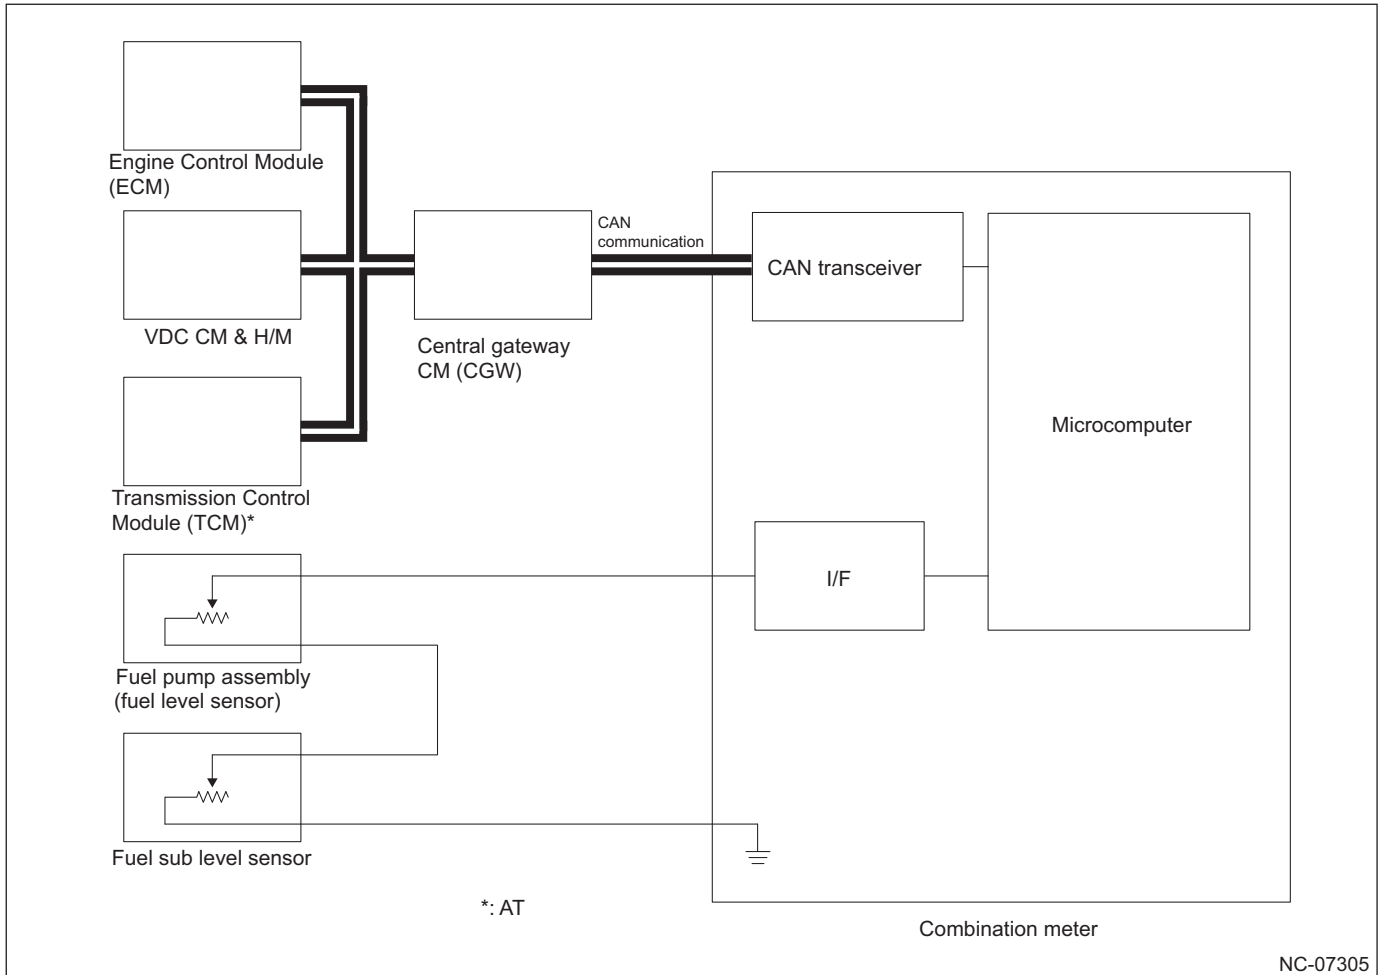 Engine Control Module
(ECM)
CAN
communication
CAN transceiver
VDC CM & H/M
Central gateway
CM (CGW)
Microcomputer
Transmission Control
Module (TCM)*
I/F
Fuel pump assembly
(fuel level sensor)
Fuel sub level sensor
*: AT
Combination meter
NC-07305